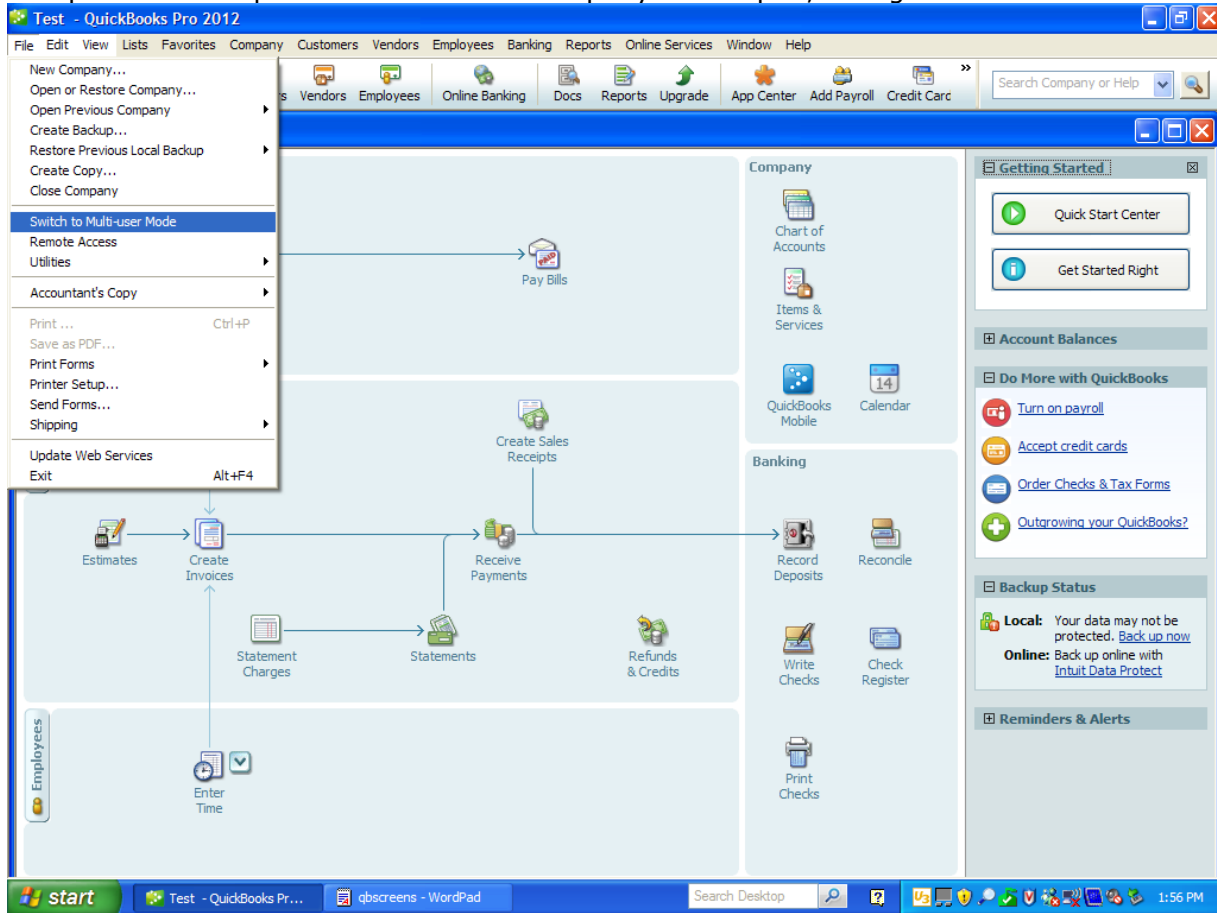 Test - QuickBooks Pro 2012
File Edit View Lists Favorites Company Customers Vendors Employees Banking Reports Online Services Window Help
New Company...
Open or Restore Company...
Open Previous Company
Create Backup...
Restore Previous Local Backup
Create Copy...
Close Company
Switch to Multi-user Mode
Remote Access
Utilities
Accountant's Copy
Print ... Ctrl+P
Save as PDF...
Print Forms
Printer Setup...
Send Forms...
Shipping
Update Web Services
Exit Alt+F4
Vendors Employees Online Banking Docs Reports Upgrade App Center Add Payroll Credit Card
Search Company or Help
Pay Bills
Create Sales
Receipts
Estimates
Create
Invoices
Receive
Payments
Statement
Charges
Statements
Refunds
& Credits
Employees
Enter
Time
Company
Chart of
Accounts
Items &
Services
QuickBooks
Mobile
14
Calendar
Banking
Record
Deposits
Reconcile
Write
Checks
Check
Register
Print
Checks
Getting Started
Quick Start Center
Get Started Right
Account Balances
Do More with QuickBooks
Turn on payroll
Accept credit cards
Order Checks & Tax Forms
Outgrowing your QuickBooks?
Backup Status
Local: Your data may not be
protected. Back up now
Online: Back up online with
Intuit Data Protect
Reminders & Alerts
start Test - QuickBooks Pr... qbscreens - WordPad Search Desktop 1:56 PM